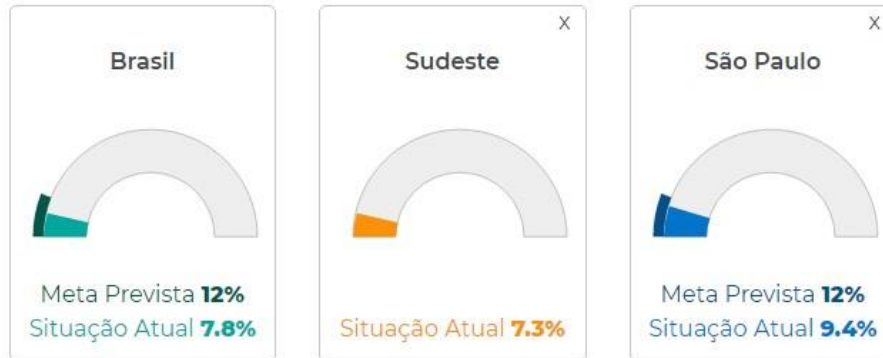 Brasil
Meta Prevista 12%
Situação Atual 7.8%
X
Sudeste
Situação Atual 7.3%
X
São Paulo
Meta Prevista 12%
Situação Atual 9.4%